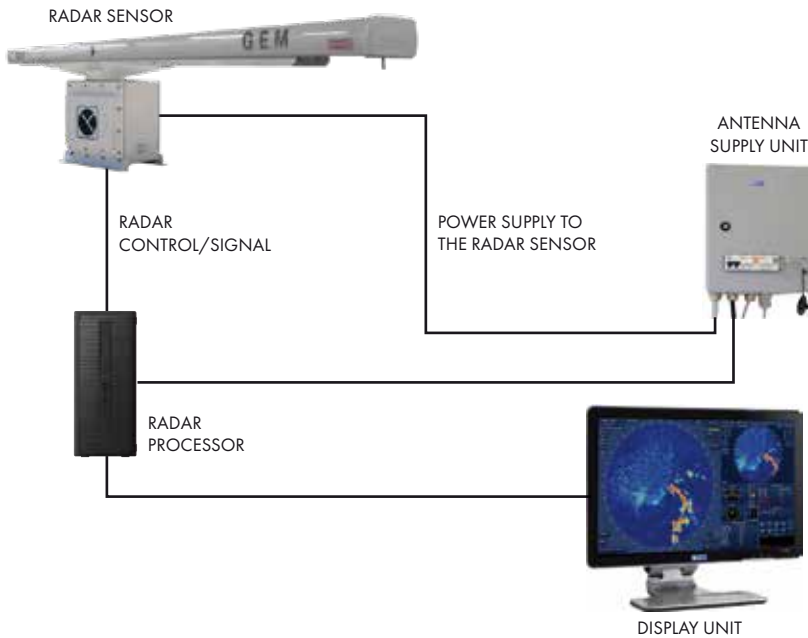 RADAR SENSOR
GEM
ANTENNA
SUPPLY UNIT
RADAR
CONTROL/SIGNAL
POWER SUPPLY TO
THE RADAR SENSOR
RADAR
PROCESSOR
DISPLAY UNIT